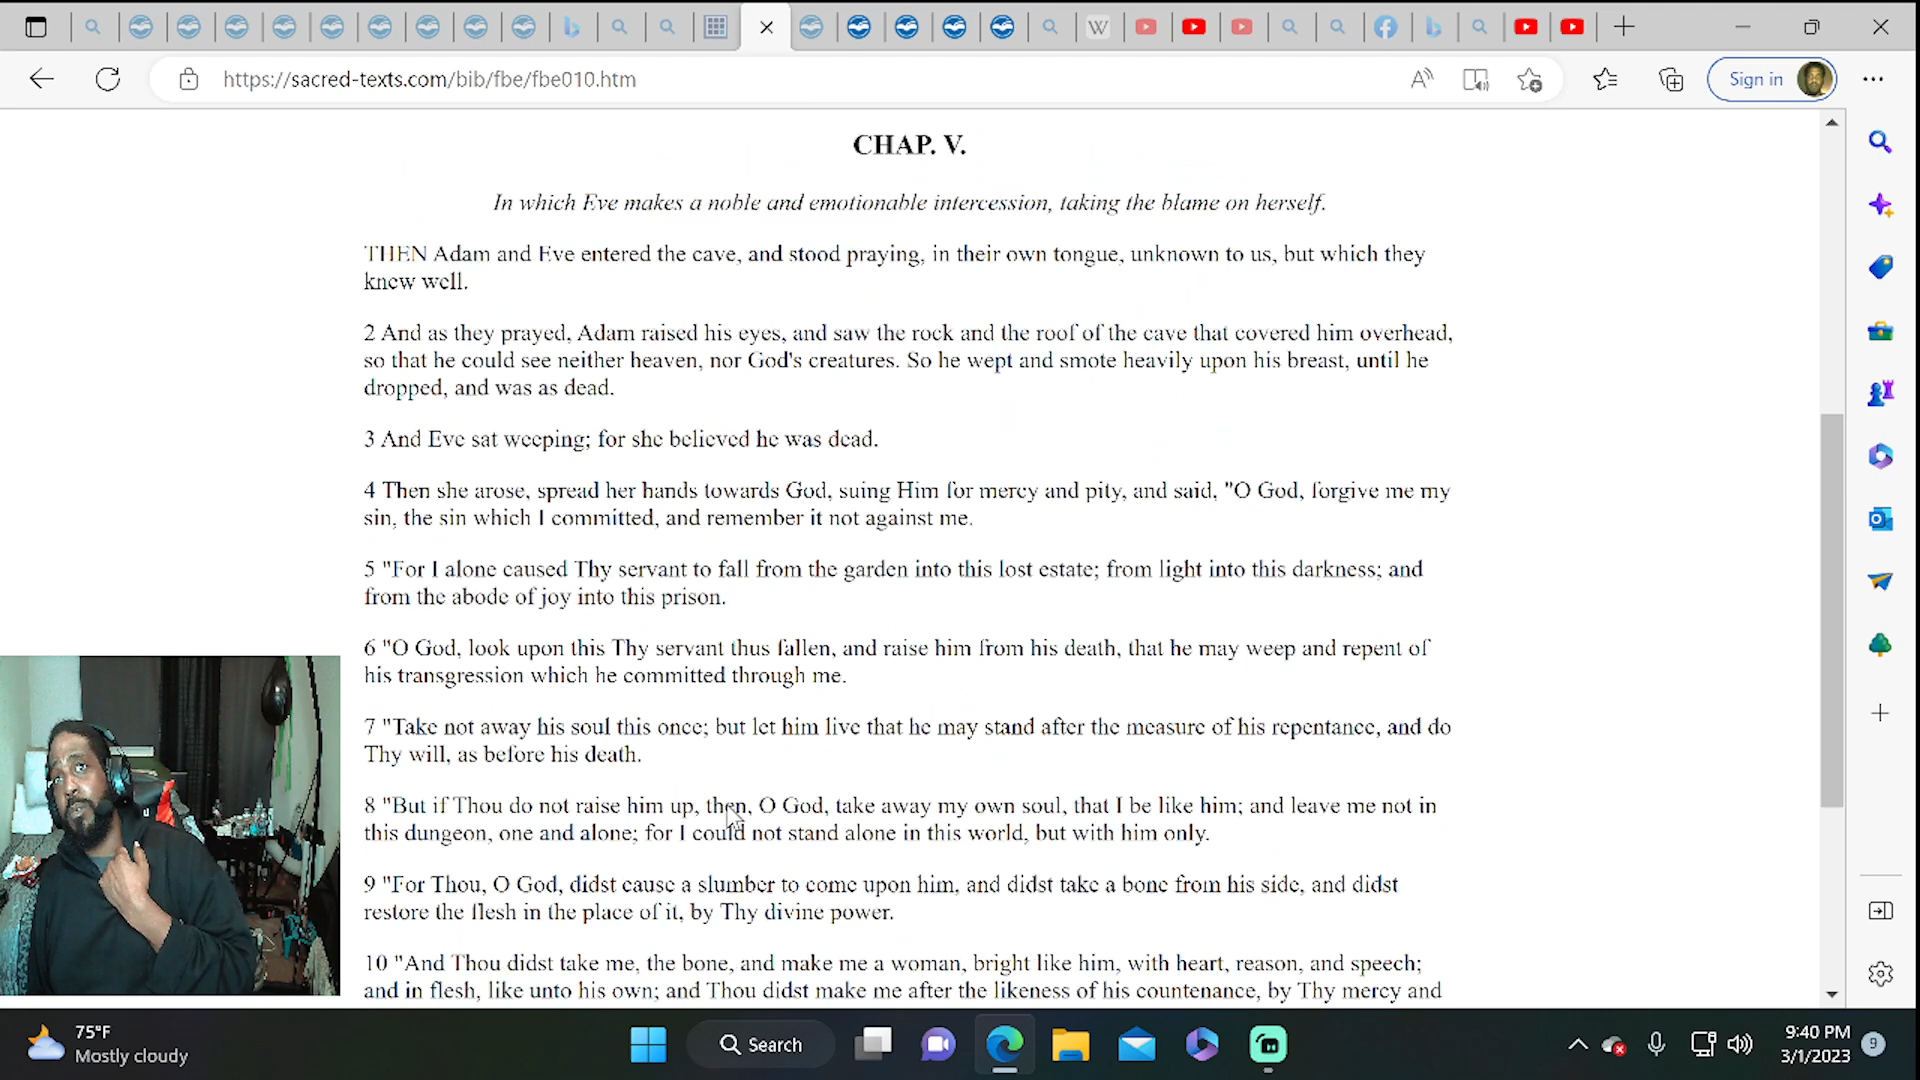 https://sacred-texts.com/bib/fbe/fbe010.htm
Sign in
CHAP. V.
In which Eve makes a noble and emotionable intercession, taking the blame on herself.
THEN Adam and Eve entered the cave, and stood praying, in their own tongue, unknown to us, but which they
knew well.
2 And as they prayed, Adam raised his eyes, and saw the rock and the roof of the cave that covered him overhead,
so that he could see neither heaven, nor God's creatures. So he wept and smote heavily upon his breast, until he
dropped, and was as dead.
3 And Eve sat weeping; for she believed he was dead.
4 Then she arose, spread her hands towards God, suing Him for mercy and pity, and said, "O God, forgive me my
sin, the sin which I committed, and remember it not against me.
5 "For I alone caused Thy servant to fall from the garden into this lost estate; from light into this darkness; and
from the abode of joy into this prison.
6 "O God, look upon this Thy servant thus fallen, and raise him from his death, that he may weep and repent of
his transgression which he committed through me.
7 "Take not away his soul this once; but let him live that he may stand after the measure of his repentance, and do
Thy will, as before his death.
8 "But if Thou do not raise him up, then, O God, take away my own soul, that I be like him; and leave me not in
this dungeon, one and alone; for I could not stand alone in this world, but with him only.
9 "For Thou, O God, didst cause a slumber to come upon him, and didst take a bone from his side, and didst
restore the flesh in the place of it, by Thy divine power.
10 "And Thou didst take me, the bone, and make me a woman, bright like him, with heart, reason, and speech;
and in flesh, like unto his own; and Thou didst make me after the likeness of his countenance, by Thy mercy and
75°F
Mostly cloudy
Search
9:40 PM
3/1/2023
9